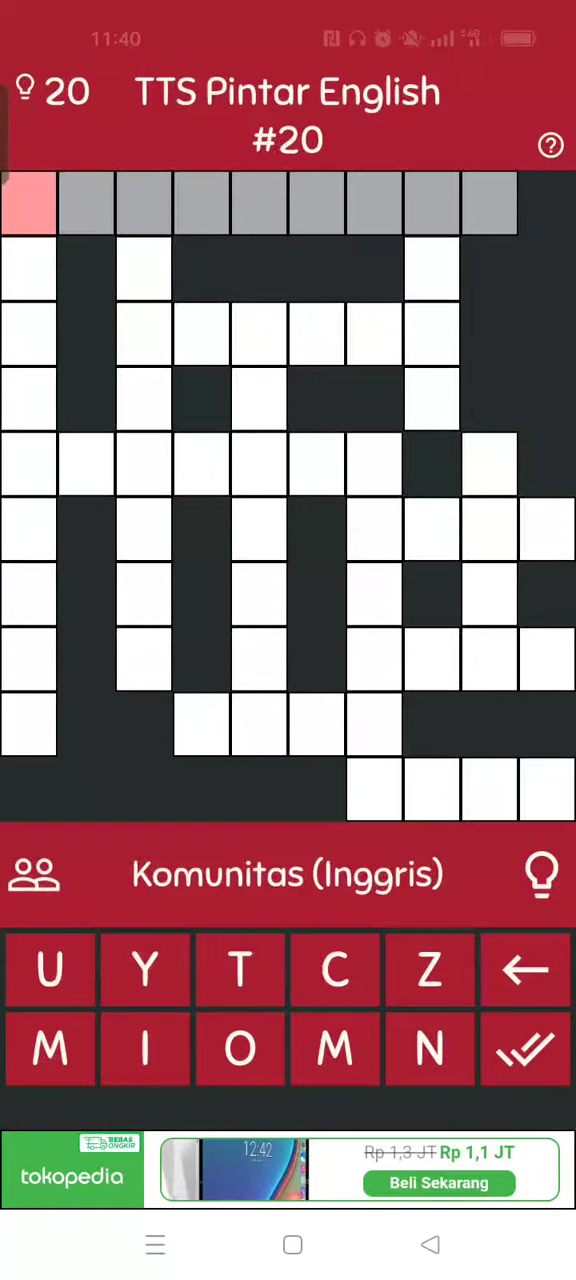 11:40
4G
20 TTS Pintar English
#20
Komunitas (Inggris)
U Y T C Z
M I O M N
BEBAS
ONGKIR
tokopedia
12:42
Rp 1,3 JT Rp 1,1 JT
Beli Sekarang